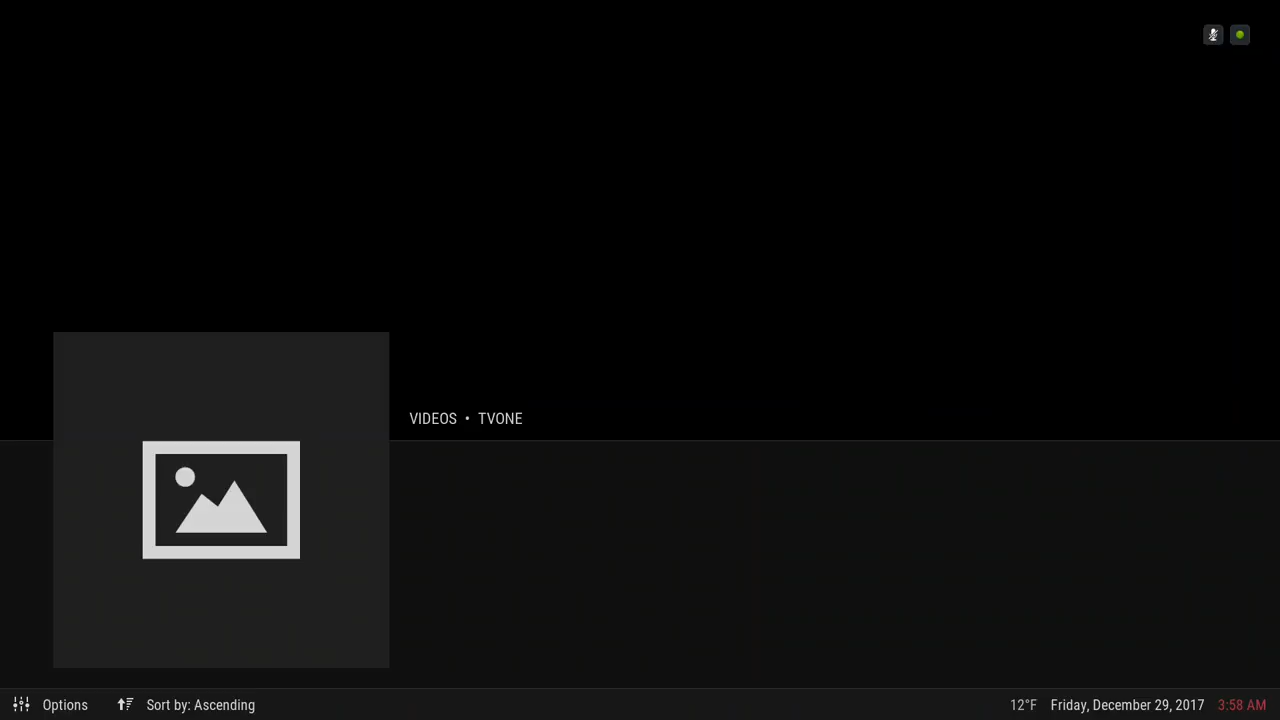 VIDEOS • TVONE
Options Sort by: Ascending 12°F Friday, December 29, 2017 3:58 AM